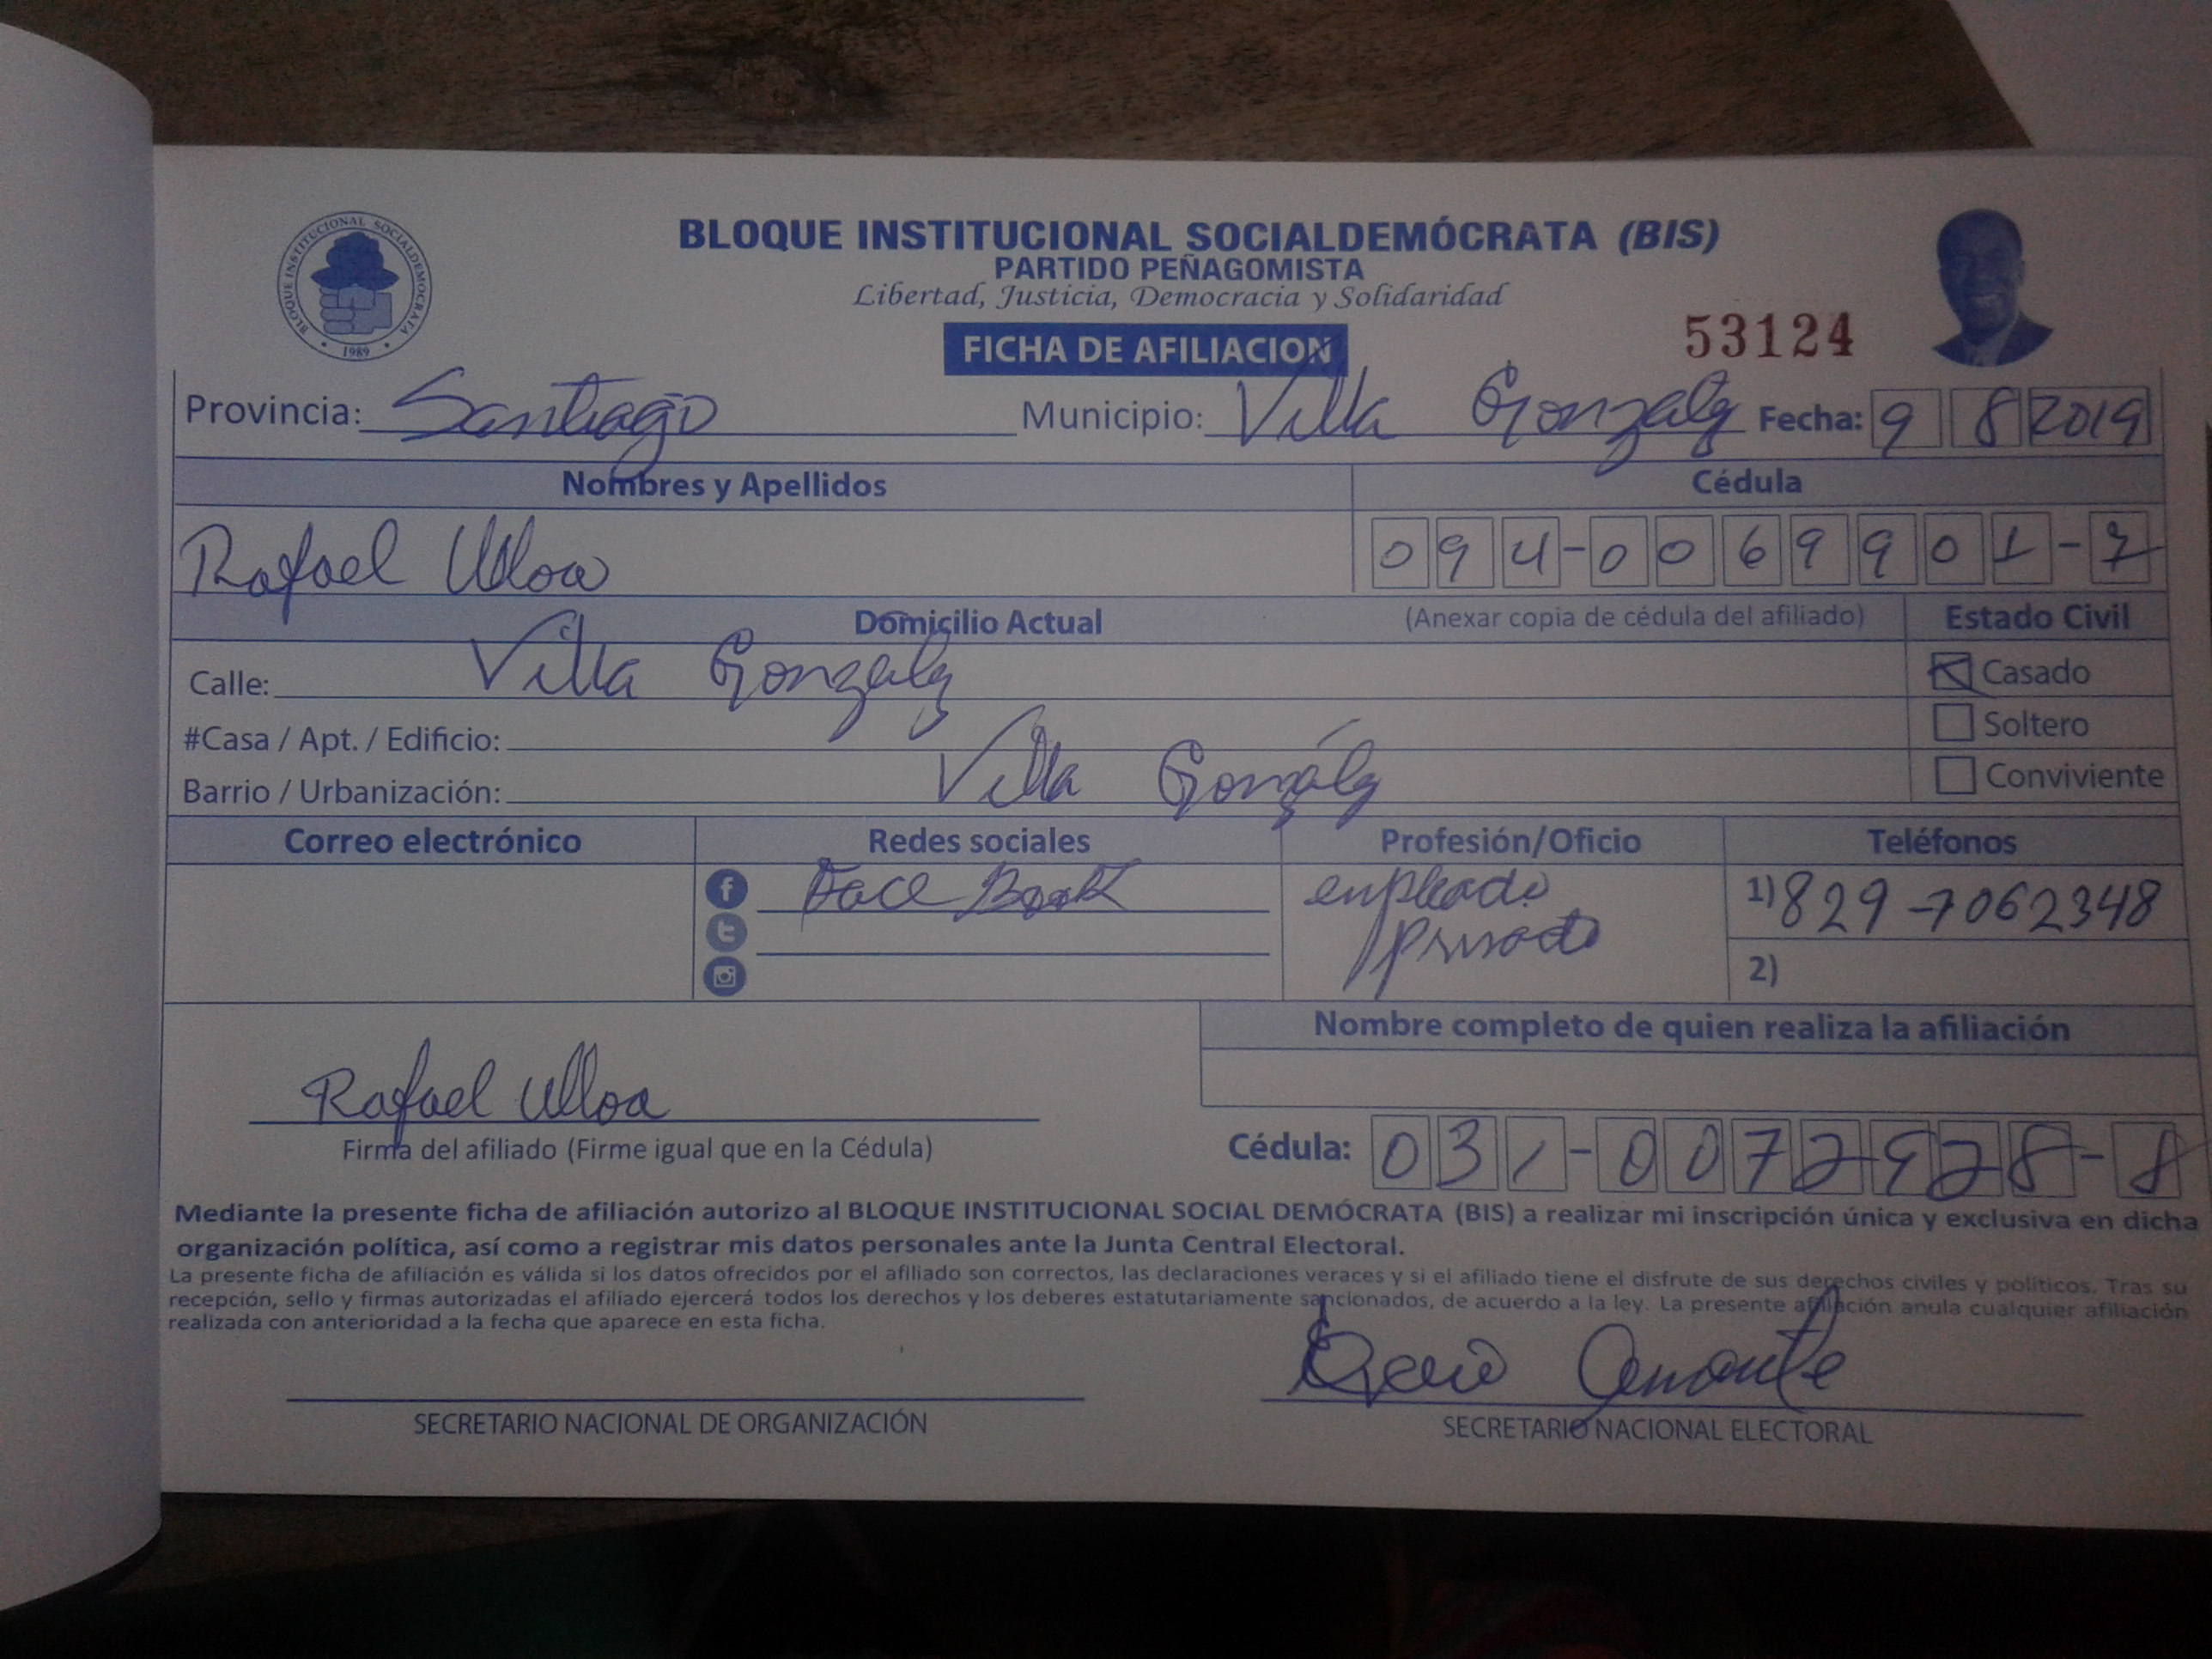 BLOQUE INSTITUCIONAL SOCIALDEMOCRATA
1989
BLOQUE INSTITUCIONAL SOCIALDEMÓCRATA (BIS)
PARTIDO PEÑAGOMISTA
Libertad, Justicia, Democracia y Solidaridad
FICHA DE AFILIACION
53124
Provincia: Santiago Municipio: Villa Gonzalez Fecha: 9 8 2019
Nombres y Apellidos Cédula
Rafael Ulloa 094-0069901-7
Domicilio Actual (Anexar copia de cédula del afiliado) Estado Civil
Calle: Villa Gonzalez Casado
#Casa / Apt. / Edificio: Soltero
Barrio / Urbanización: Villa González Conviviente
Correo electrónico Redes sociales Profesión/Oficio Teléfonos
Face Book enpleado 1) 829-7062348
privado 2)
Nombre completo de quien realiza la afiliación
Rafael Ulloa
Firma del afiliado (Firme igual que en la Cédula) Cédula: 031-0072928-8
Mediante la presente ficha de afiliación autorizo al BLOQUE INSTITUCIONAL SOCIAL DEMÓCRATA (BIS) a realizar mi inscripción única y exclusiva en dicha
organización política, así como a registrar mis datos personales ante la Junta Central Electoral.
La presente ficha de afiliación es válida si los datos ofrecidos por el afiliado son correctos, las declaraciones veraces y si el afiliado tiene el disfrute de sus derechos civiles y políticos. Tras su
recepción, sello y firmas autorizadas el afiliado ejercerá todos los derechos y los deberes estatutariamente sancionados, de acuerdo a la ley. La presente afiliación anula cualquier afiliación
realizada con anterioridad a la fecha que aparece en esta ficha.
SECRETARIO NACIONAL DE ORGANIZACIÓN SECRETARIO NACIONAL ELECTORAL